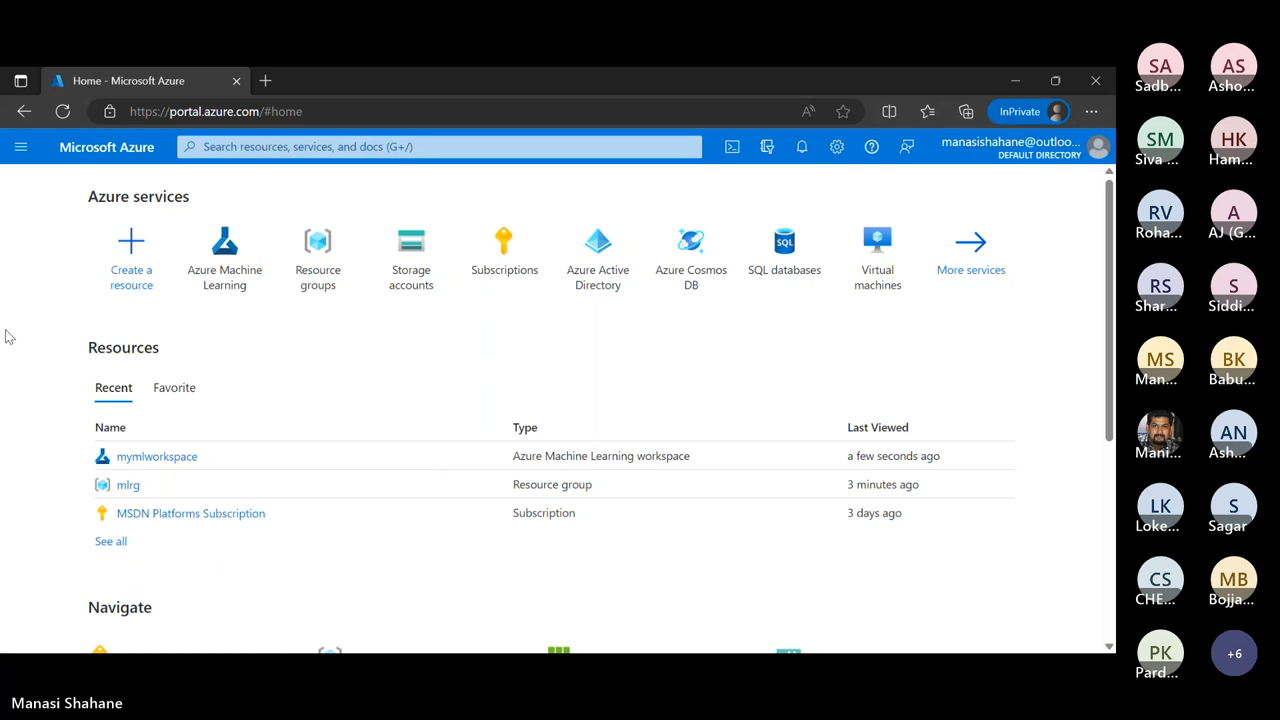 Home - Microsoft Azure
https://portal.azure.com/#home
InPrivate
Microsoft Azure
Search resources, services, and docs (G+/)
manasishahane@outloo...
DEFAULT DIRECTORY
Azure services
Create a resource
Azure Machine Learning
Resource groups
Storage accounts
Subscriptions
Azure Active Directory
Azure Cosmos DB
SQL
SQL databases
Virtual machines
More services
Resources
Recent
Favorite
Name Type Last Viewed
mymlworkspace Azure Machine Learning workspace a few seconds ago
mlrg Resource group 3 minutes ago
MSDN Platforms Subscription Subscription 3 days ago
See all
Navigate
Manasi Shahane
SA
Sadb...
AS
Asho...
SM
Siva ...
HK
Ham...
RV
Roha...
A
AJ (G...
RS
Shar...
S
Siddi...
MS
Man...
BK
Babu...
Mani...
AN
Ash...
LK
Loke...
S
Sagar
CS
CHE...
MB
Bojja...
PK
Pard...
+6